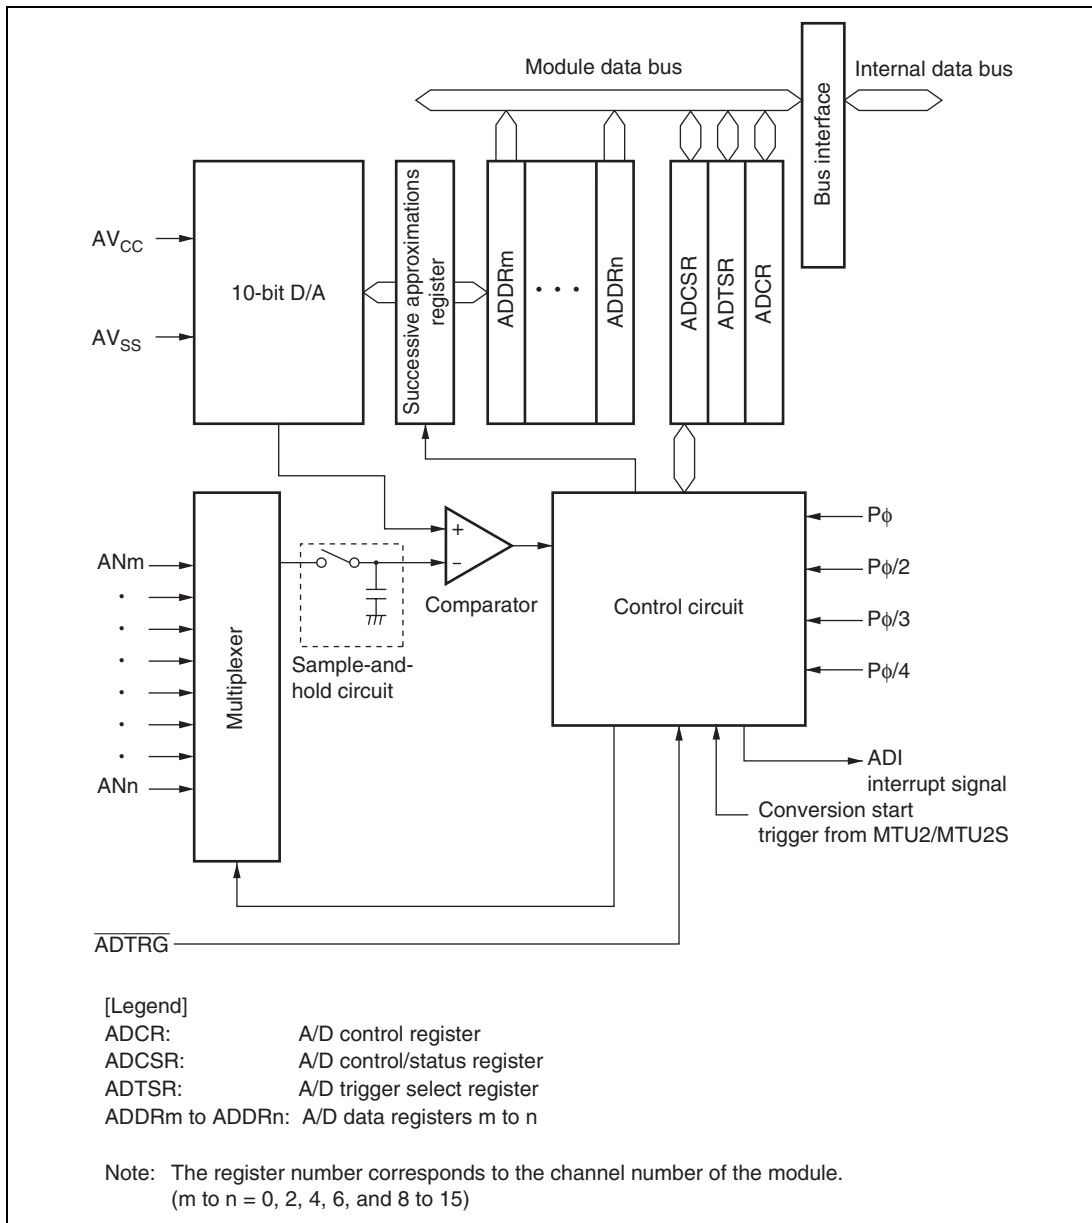 Module data bus
Internal data bus
Bus interface
AVCC
AVSS
10-bit D/A
Successive approximations
register
ADDRm
• • •
ADDRn
ADCSR
ADTSR
ADCR
ANm
•
•
•
•
•
•
ANn
Multiplexer
Sample-and-
hold circuit
+
−
Comparator
Control circuit
Pϕ
Pϕ/2
Pϕ/3
Pϕ/4
ADI
interrupt signal
Conversion start
trigger from MTU2/MTU2S
ADTRG
[Legend]
ADCR: A/D control register
ADCSR: A/D control/status register
ADTSR: A/D trigger select register
ADDRm to ADDRn: A/D data registers m to n
Note: The register number corresponds to the channel number of the module.
(m to n = 0, 2, 4, 6, and 8 to 15)